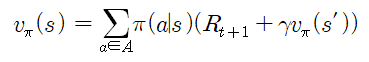 v_π(s) = ∑_{a∈A} π(a|s)(R_{t+1} + γv_π(s′))